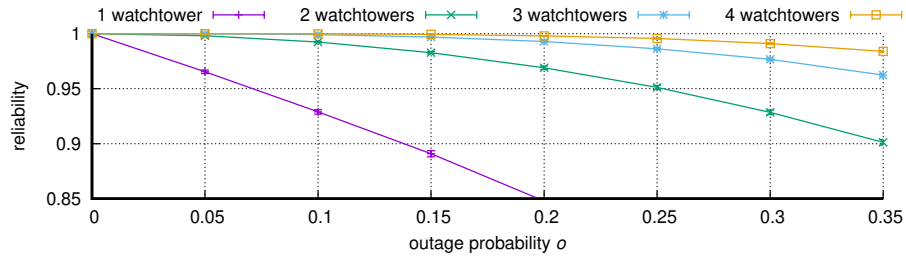 1 watchtower 2 watchtowers 3 watchtowers 4 watchtowers
1
0.95
0.9
0.85
reliability
0 0.05 0.1 0.15 0.2 0.25 0.3 0.35
outage probability o